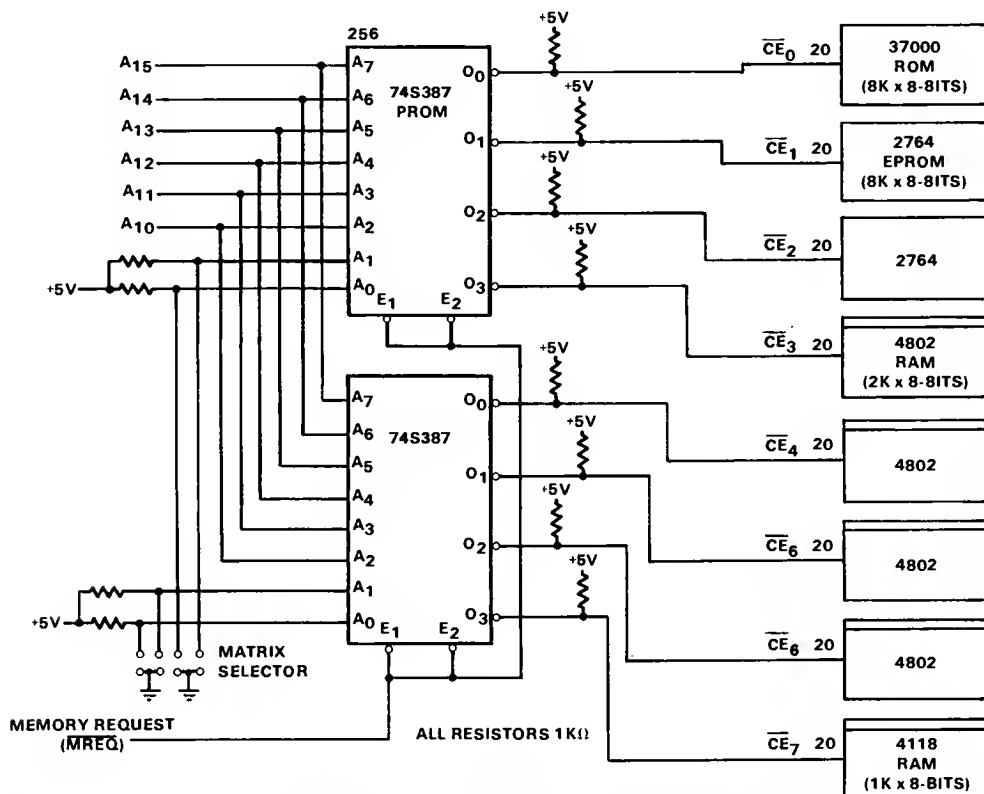 256
+5V
A15
A7
O0
CE0 20
37000
ROM
(8K x 8-8ITS)
74S387
PROM
A14
A6
+5V
A13
A5
O1
CE1 20
2764
EPROM
(8K x 8-8ITS)
A12
A4
+5V
A11
A3
O2
CE2 20
2764
A10
A2
+5V
A1
+5V
A0
E1
E2
O3
CE3 20
4802
RAM
(2K x 8-8ITS)
+5V
A7
74S387
O0
CE4 20
4802
A6
+5V
A5
O1
CE6 20
4802
A4
+5V
A3
O2
CE6 20
4802
A2
+5V
A1
+5V
A0
E1
E2
O3
CE7 20
4118
RAM
(1K x 8-BITS)
MATRIX
SELECTOR
MEMORY REQUEST
(MREQ)
ALL RESISTORS 1KΩ